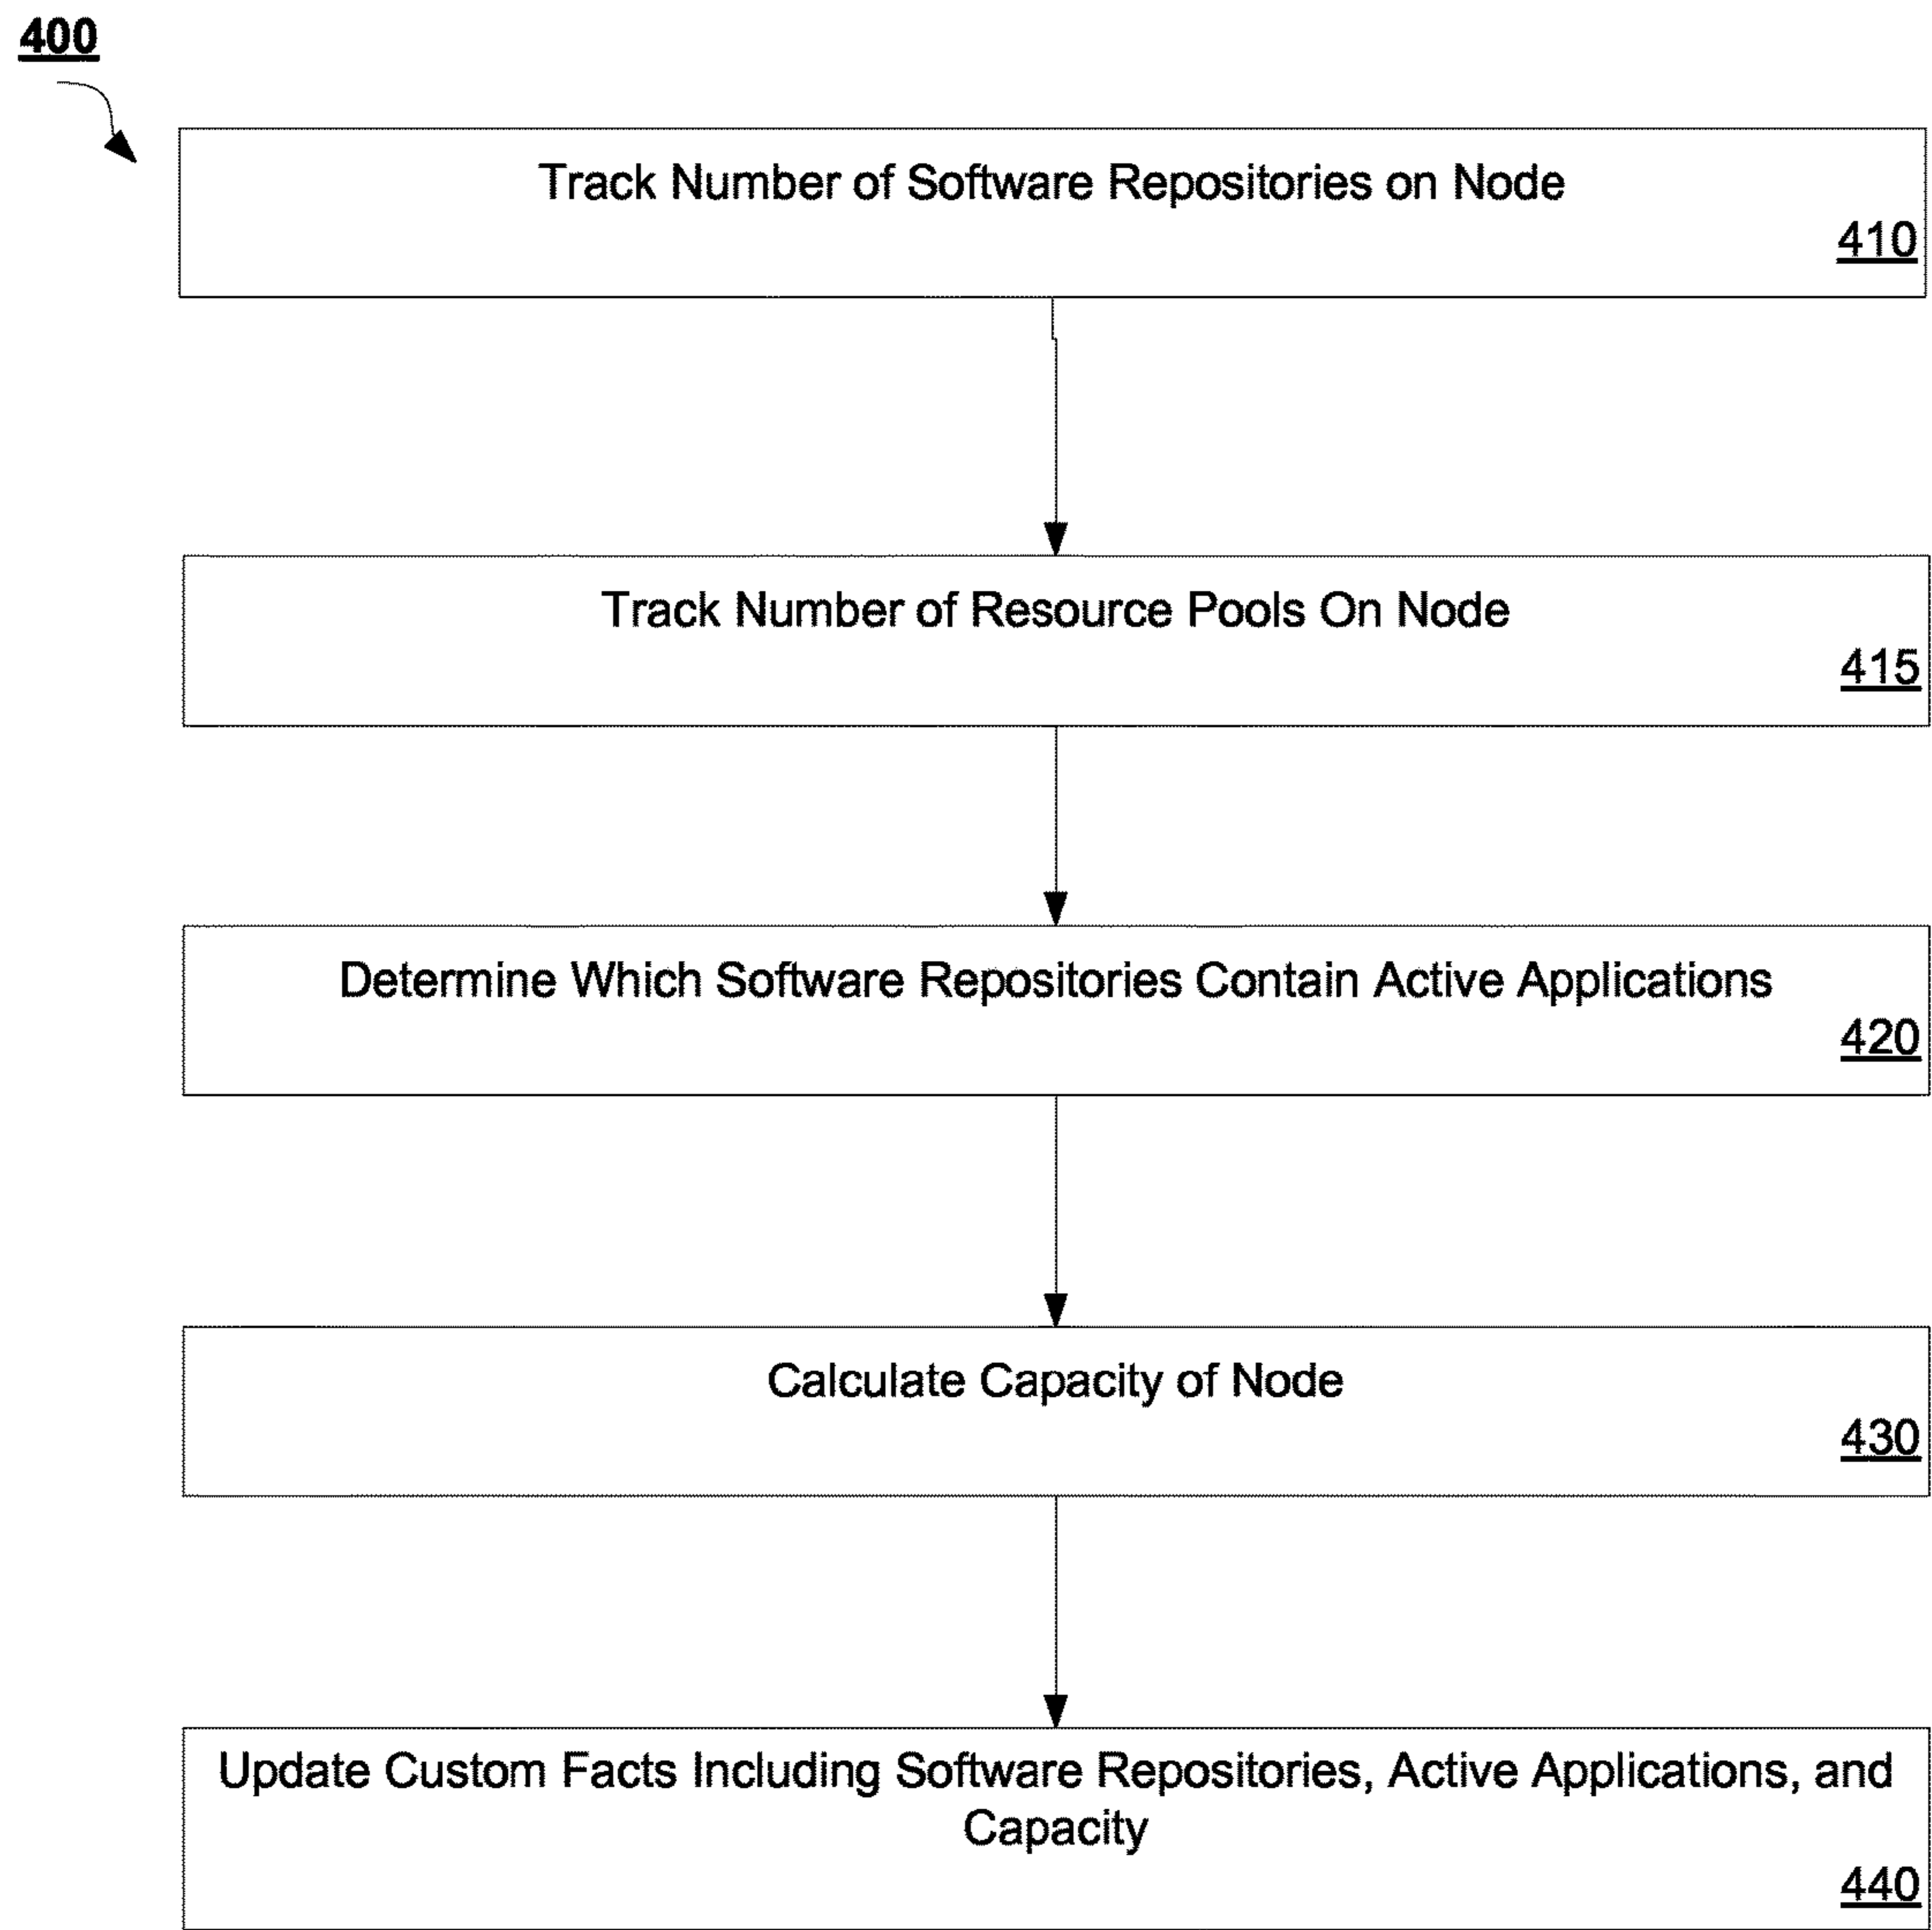 400
Track Number of Software Repositories on Node
410
Track Number of Resource Pools On Node
415
Determine Which Software Repositories Contain Active Applications
420
Calculate Capacity of Node
430
Update Custom Facts Including Software Repositories, Active Applications, and
Capacity
440